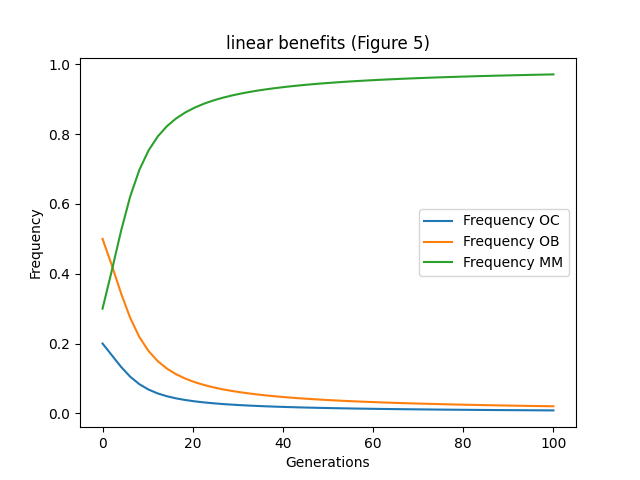 linear benefits (Figure 5)
1.0
0.8
0.6
0.4
0.2
0.0
Frequency
Frequency OC
Frequency OB
Frequency MM
0 20 40 60 80 100
Generations